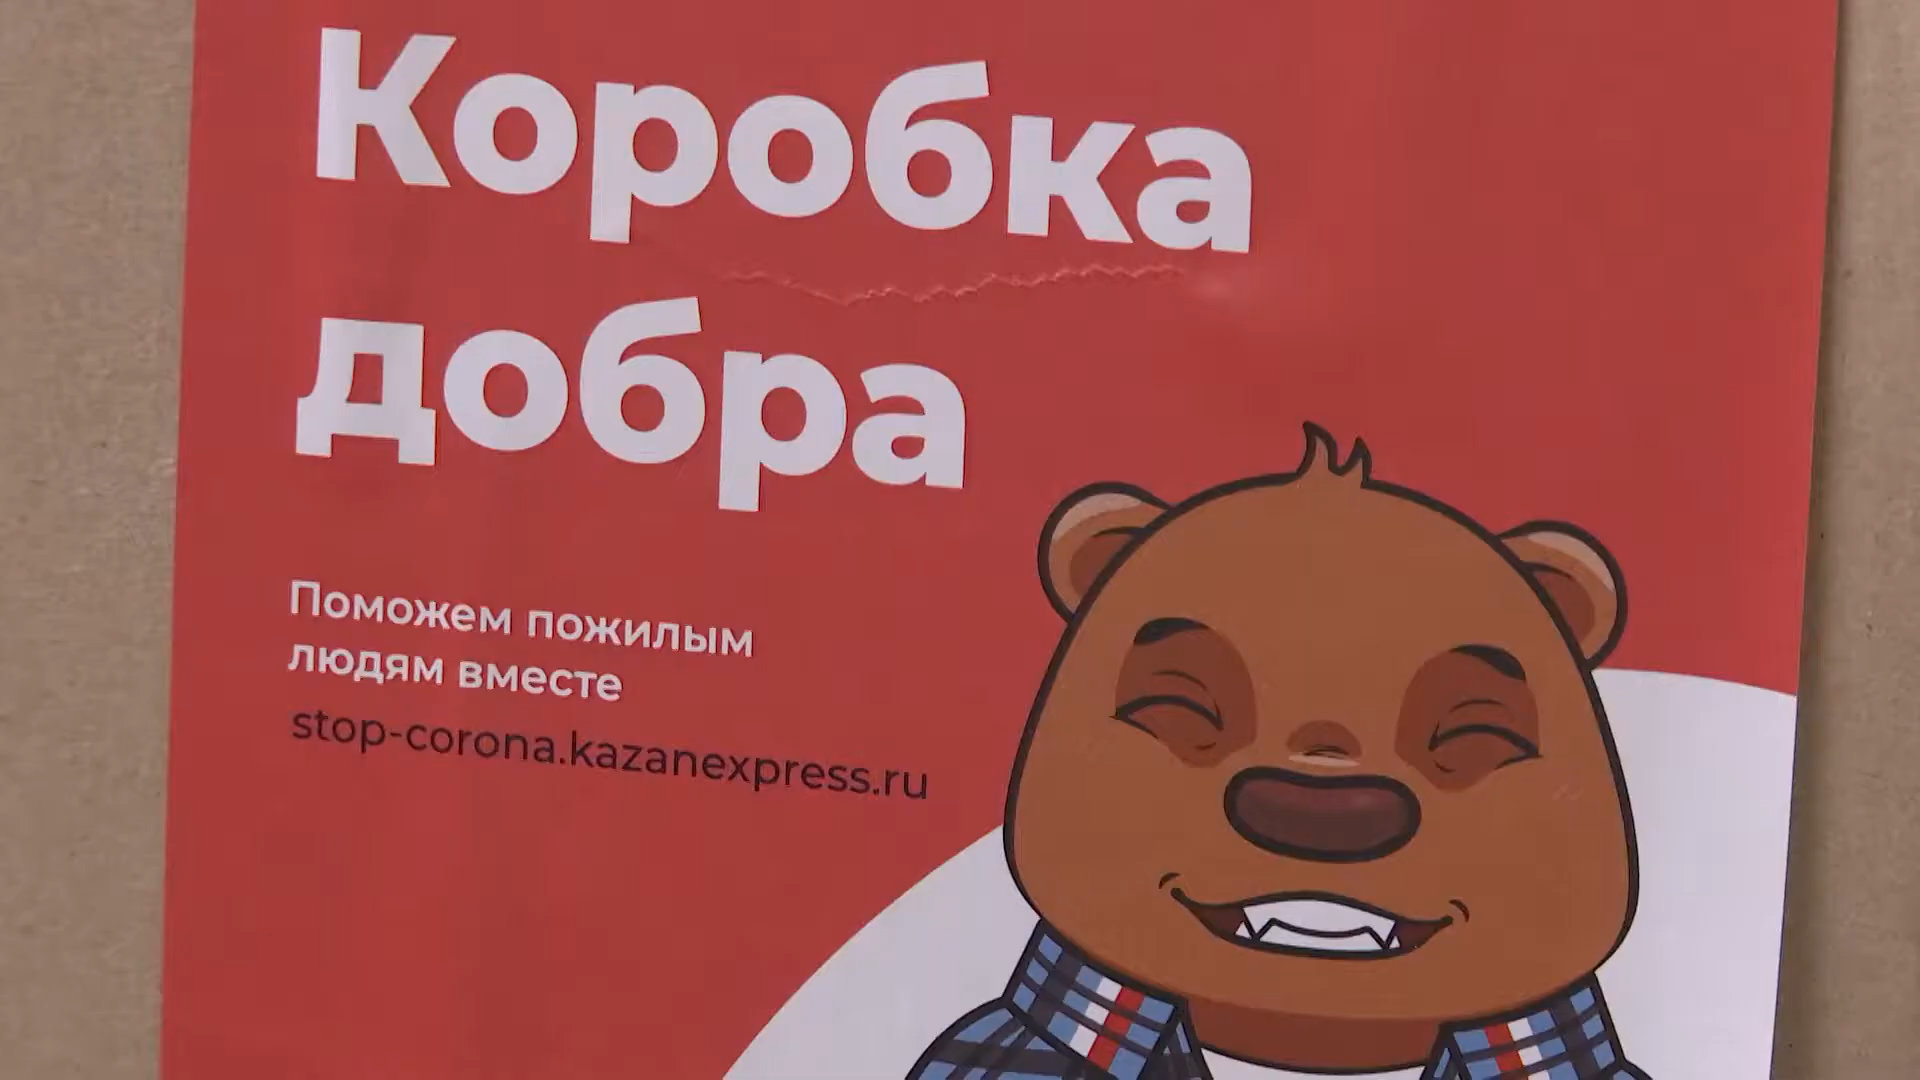 Коробка
добра
Поможем пожилым
людям вместе
stop-corona.kazanexpress.ru